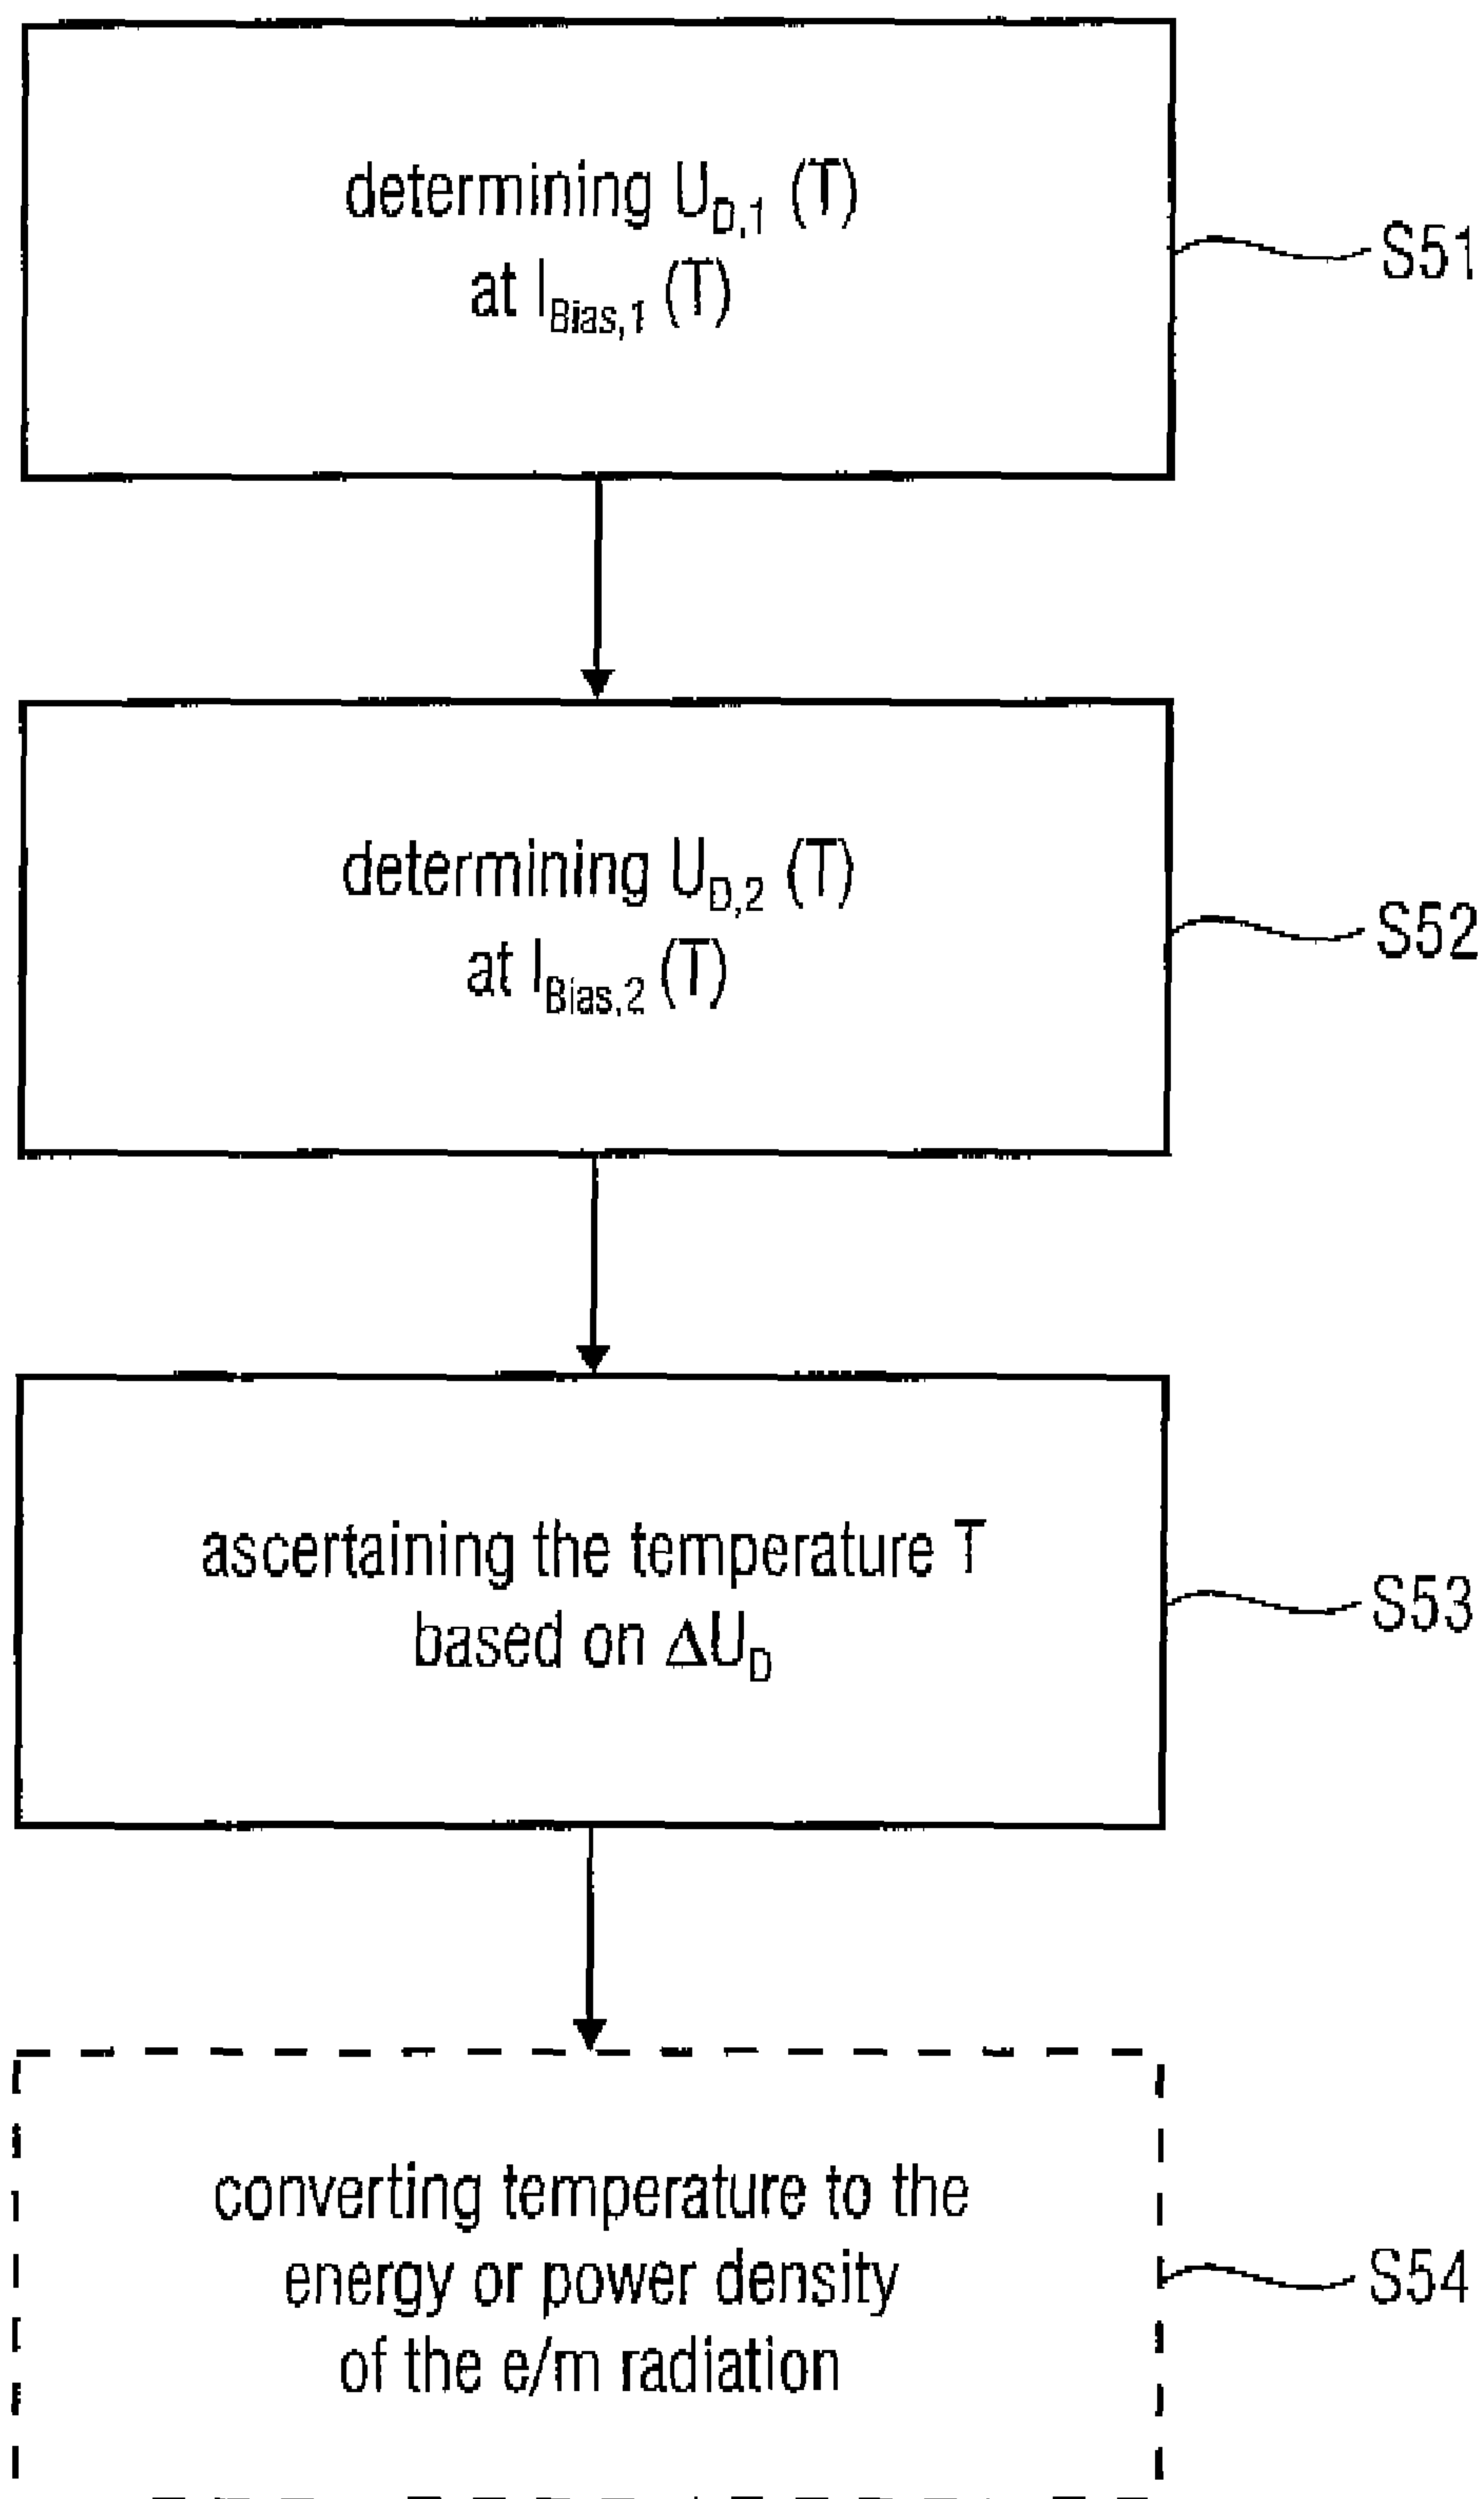 determining U_D,1 (T)
at I_Bias,1 (T)
S51
determining U_D,2 (T)
at I_Bias,2 (T)
S52
ascertaining the temperature T
based on ΔU_D
S53
converting temperature to the
energy or power density
of the e/m radiation
S54